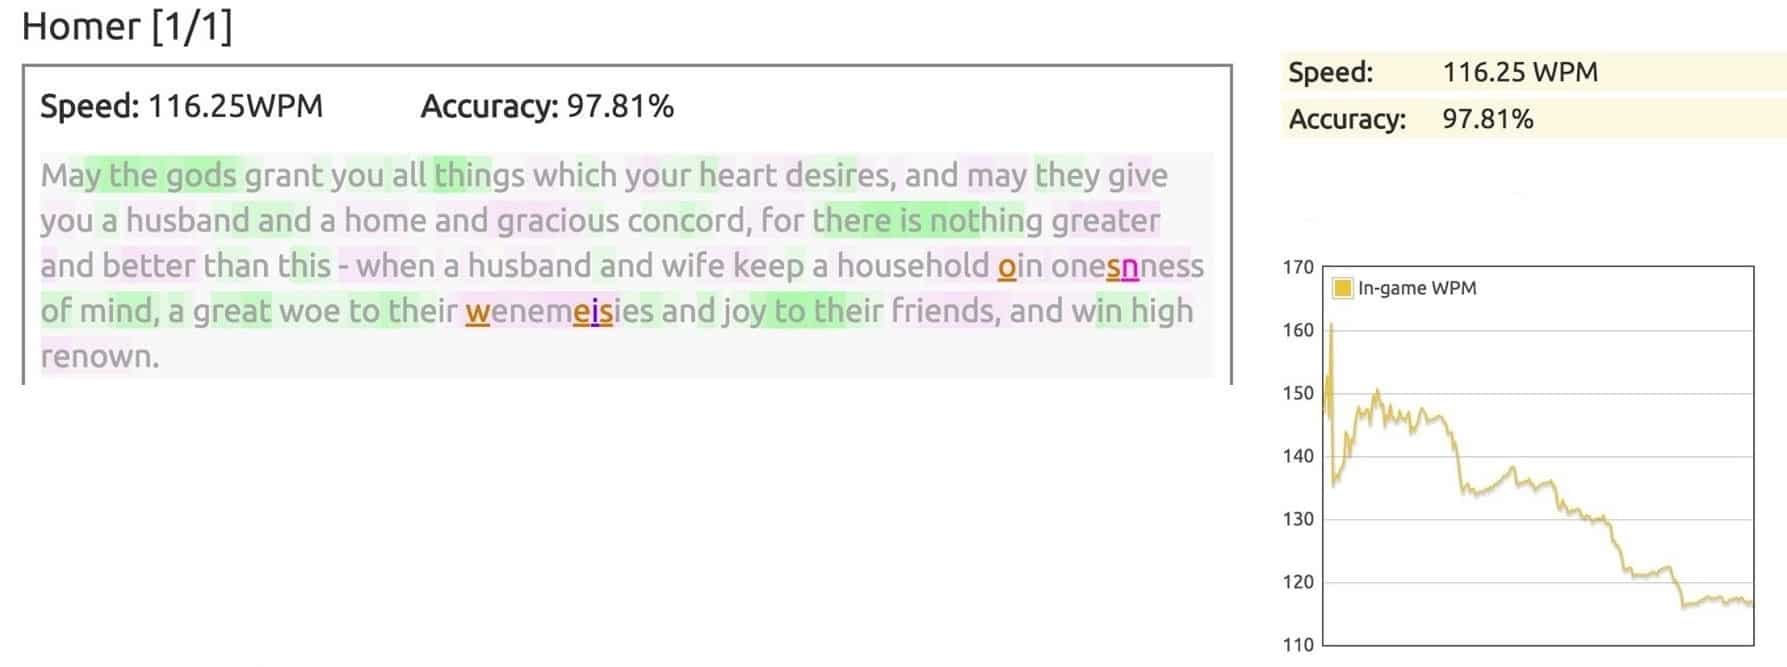 Homer [1/1]
Speed: 116.25WPM Accuracy: 97.81%
May the gods grant you all things which your heart desires, and may they give
you a husband and a home and gracious concord, for there is nothing greater
and better than this - when a husband and wife keep a household oin onesnness
of mind, a great woe to their wenemeisies and joy to their friends, and win high
renown.
Speed: 116.25 WPM
Accuracy: 97.81%
170
In-game WPM
160
150
140
130
120
110